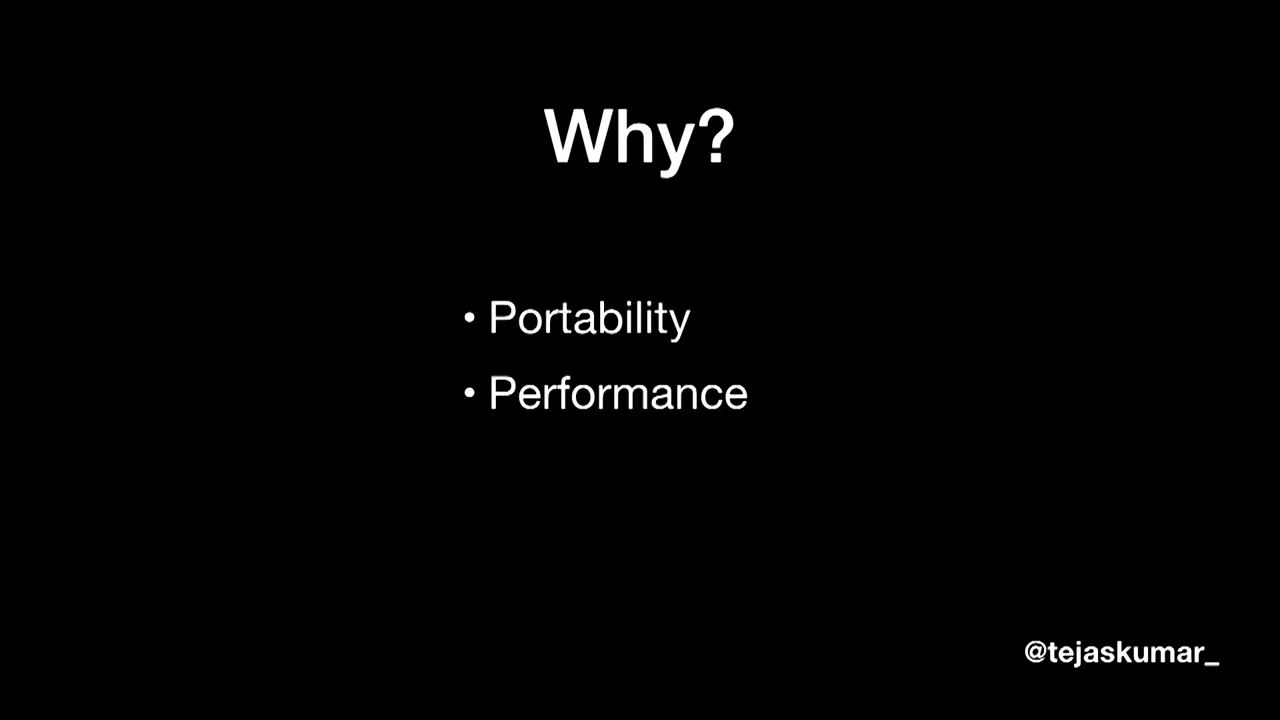 Why?
• Portability
• Performance
@tejaskumar_